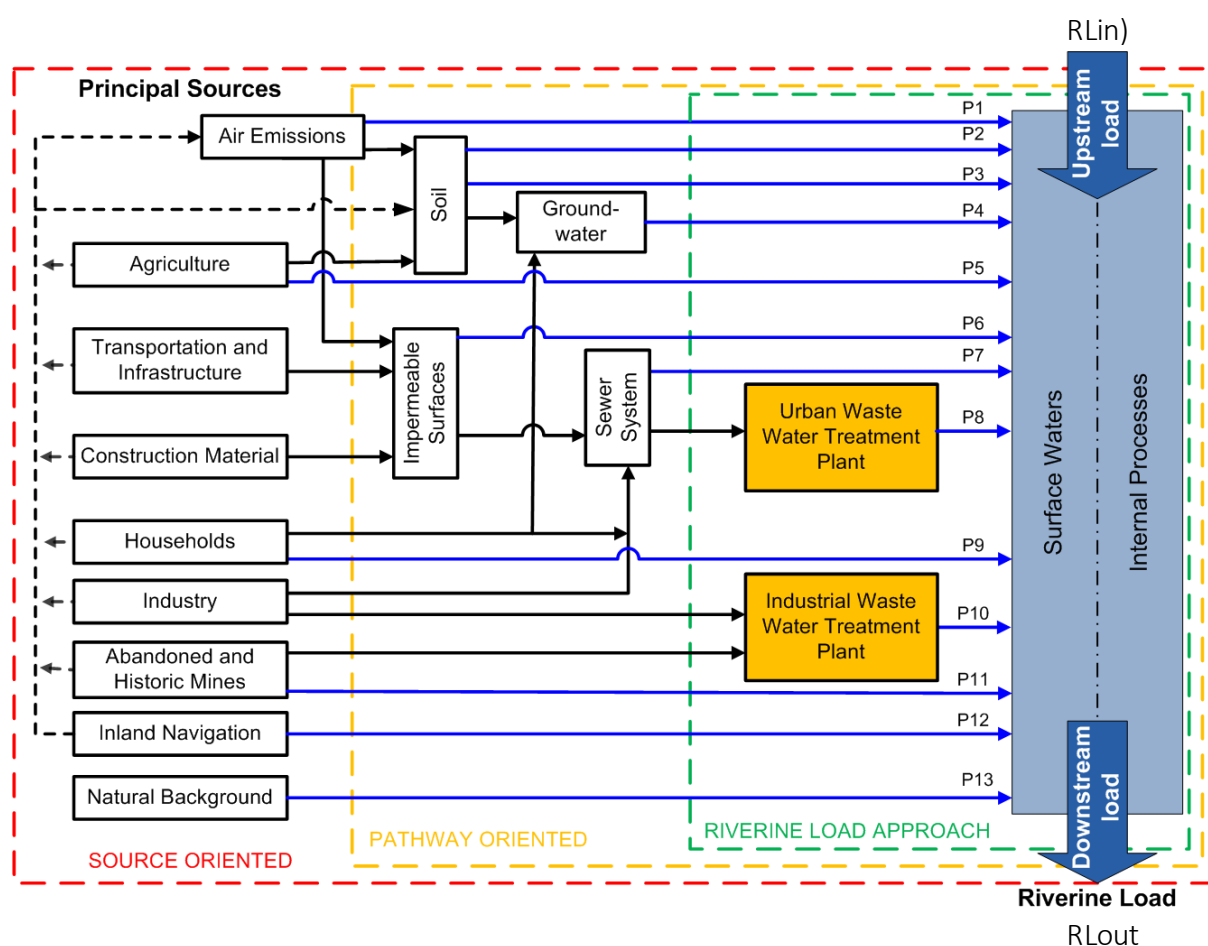 RLin)
Principal Sources
Upstream
load
Air Emissions
P1
P2
Soil
P3
Ground-
water
P4
Agriculture
P5
Transportation and
Infrastructure
Impermeable
Surfaces
P6
Sewer
System
P7
Urban Waste
Water Treatment
Plant
P8
Construction Material
Surface Waters
Internal Processes
Households
P9
Industry
Industrial Waste
Water Treatment
Plant
P10
Abandoned and
Historic Mines
P11
Inland Navigation
P12
Natural Background
P13
Downstream
load
SOURCE ORIENTED
PATHWAY ORIENTED
RIVERINE LOAD APPROACH
Riverine Load
RLout